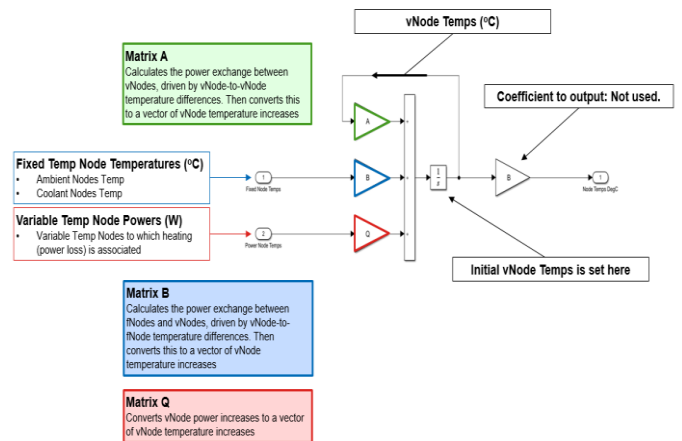 vNode Temps (ºC)
Matrix A
Calculates the power exchange between
vNodes, driven by vNode-to-vNode
temperature differences. Then converts this
to a vector of vNode temperature increases
Coefficient to output: Not used.
A
Fixed Temp Node Temperatures (ºC)
• Ambient Nodes Temp
• Coolant Nodes Temp
1
Fixed Node Temps
B
+
+
+
1
s
B
1
Node Temps DegC
Variable Temp Node Powers (W)
• Variable Temp Nodes to which heating
(power loss) is associated
2
Power Node Temps
Q
Initial vNode Temps is set here
Matrix B
Calculates the power exchange between
fNodes and vNodes, driven by vNode-to-
fNode temperature differences. Then
converts this to a vector of vNode
temperature increases
Matrix Q
Converts vNode power increases to a vector
of vNode temperature increases